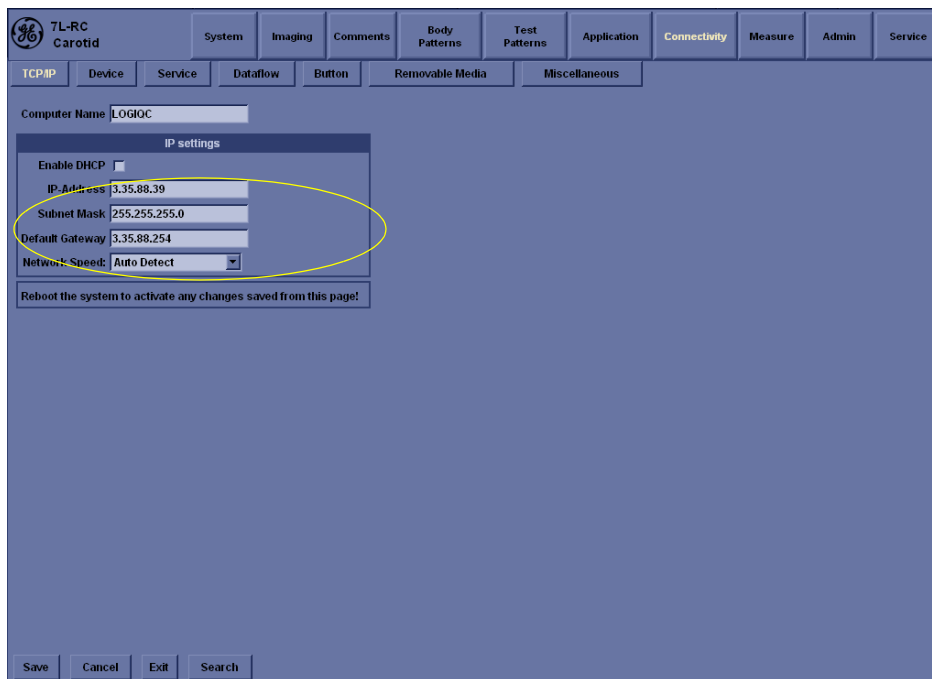 7L-RC
Carotid
System
Imaging
Comments
Body
Patterns
Test
Patterns
Application
Connectivity
Measure
Admin
Service
TCP/IP
Device
Service
Dataflow
Button
Removable Media
Miscellaneous
Computer Name LOGIQC
IP settings
Enable DHCP
IP-Address 3.35.88.39
Subnet Mask 255.255.255.0
Default Gateway 3.35.88.254
Network Speed: Auto Detect
Reboot the system to activate any changes saved from this page!
Save
Cancel
Exit
Search